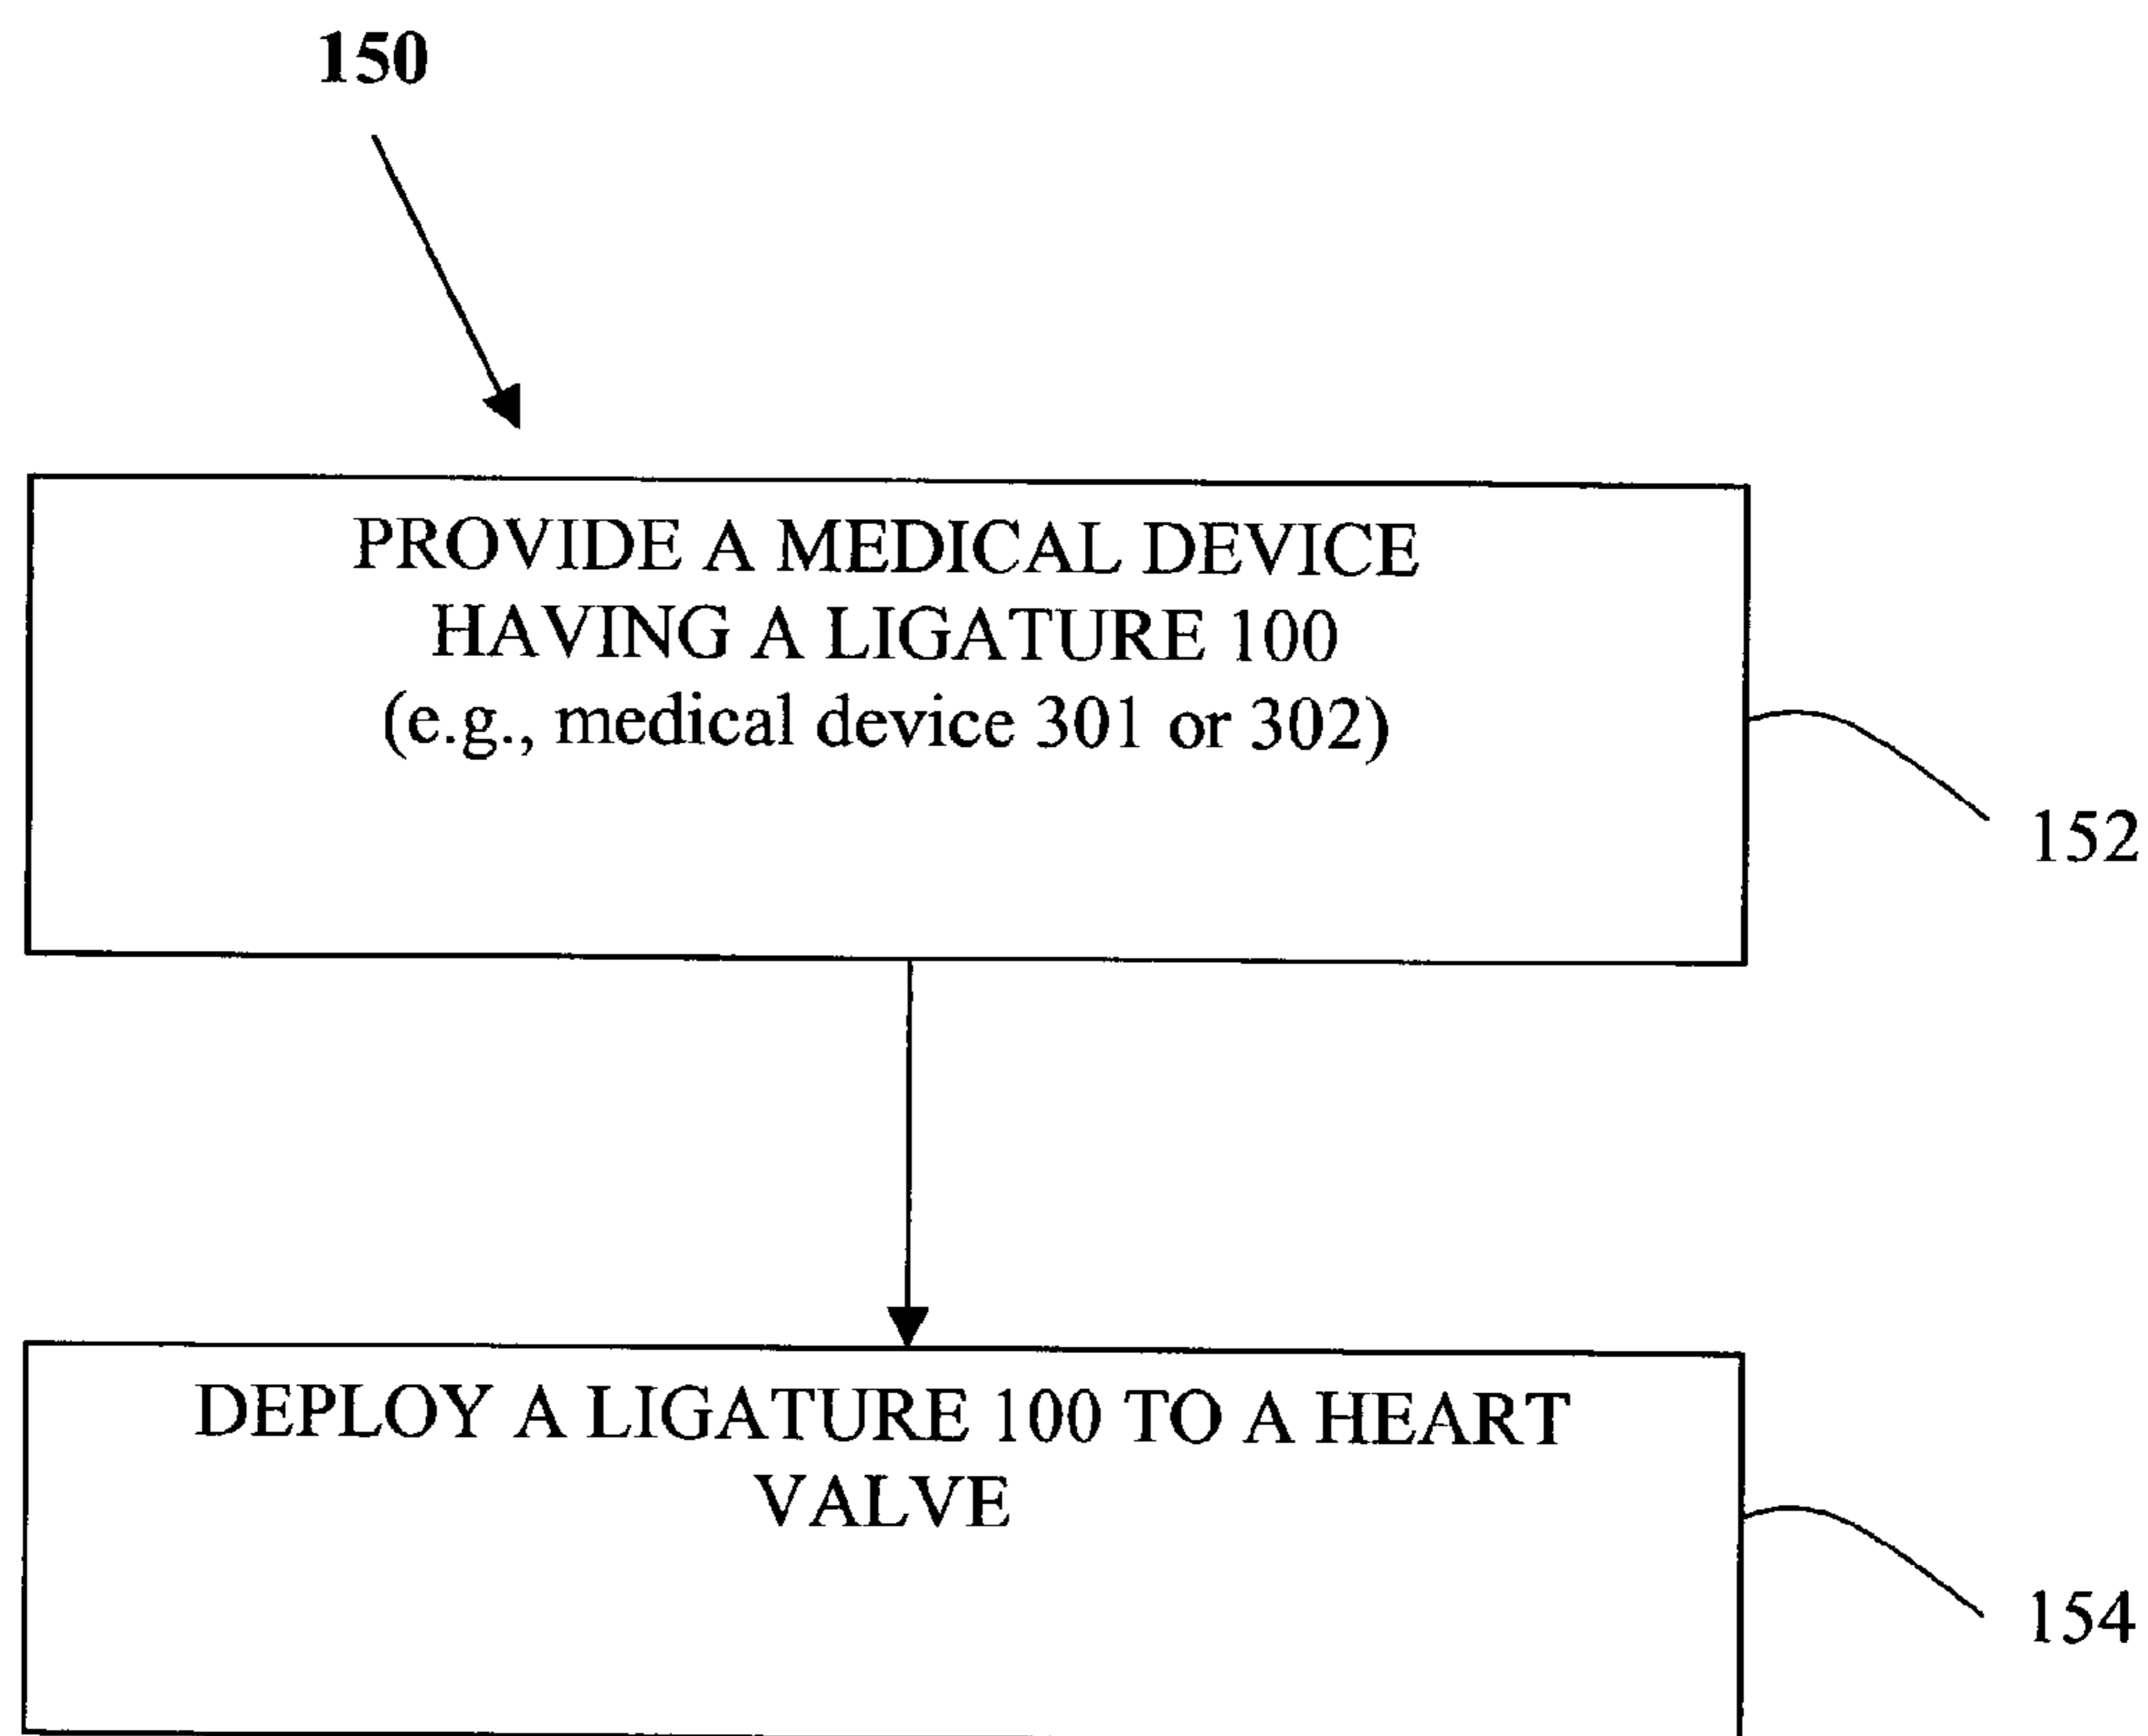 150
PROVIDE A MEDICAL DEVICE
HAVING A LIGATURE 100
(e.g., medical device 301 or 302)
152
DEPLOY A LIGATURE 100 TO A HEART
VALVE
154